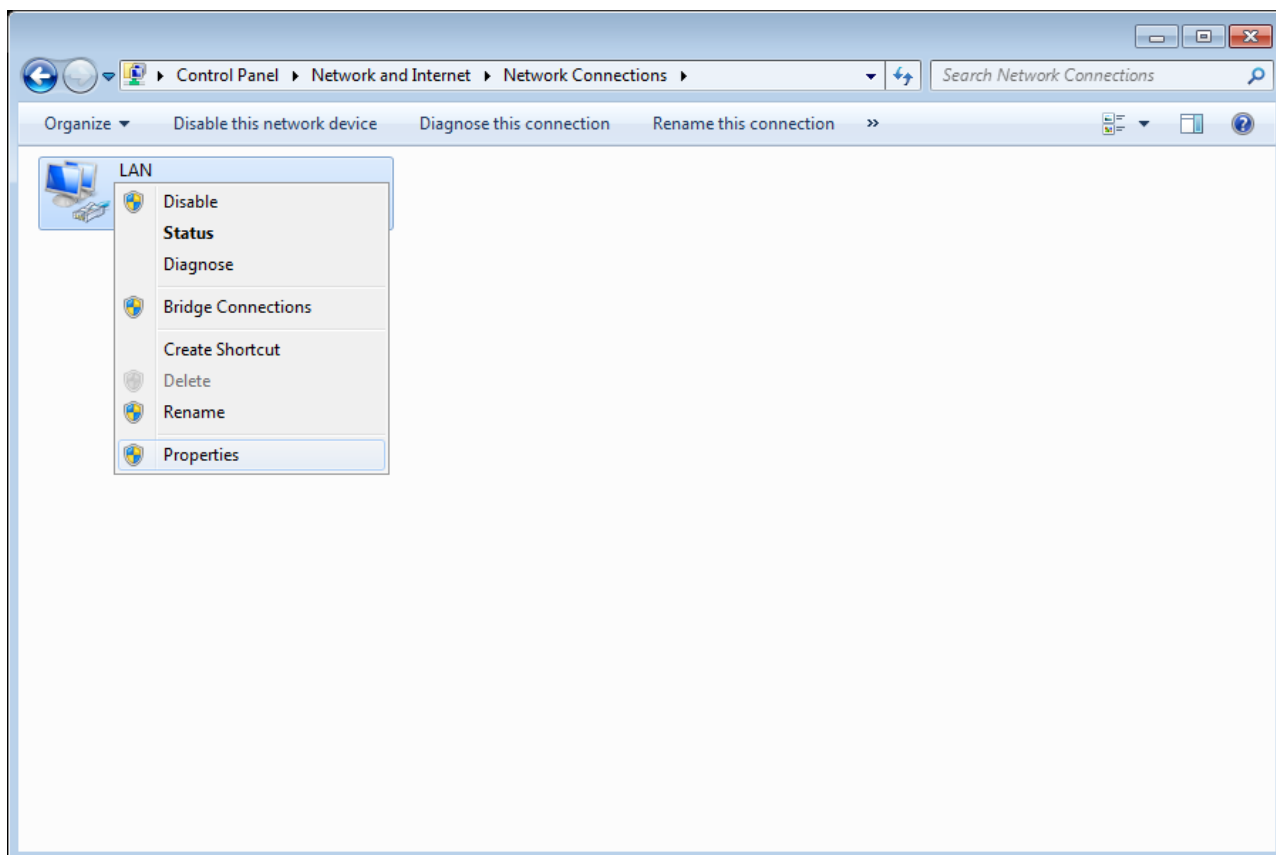 Control Panel Network and Internet Network Connections Search Network Connections
Organize Disable this network device Diagnose this connection Rename this connection »
LAN
Disable
Status
Diagnose
Bridge Connections
Create Shortcut
Delete
Rename
Properties